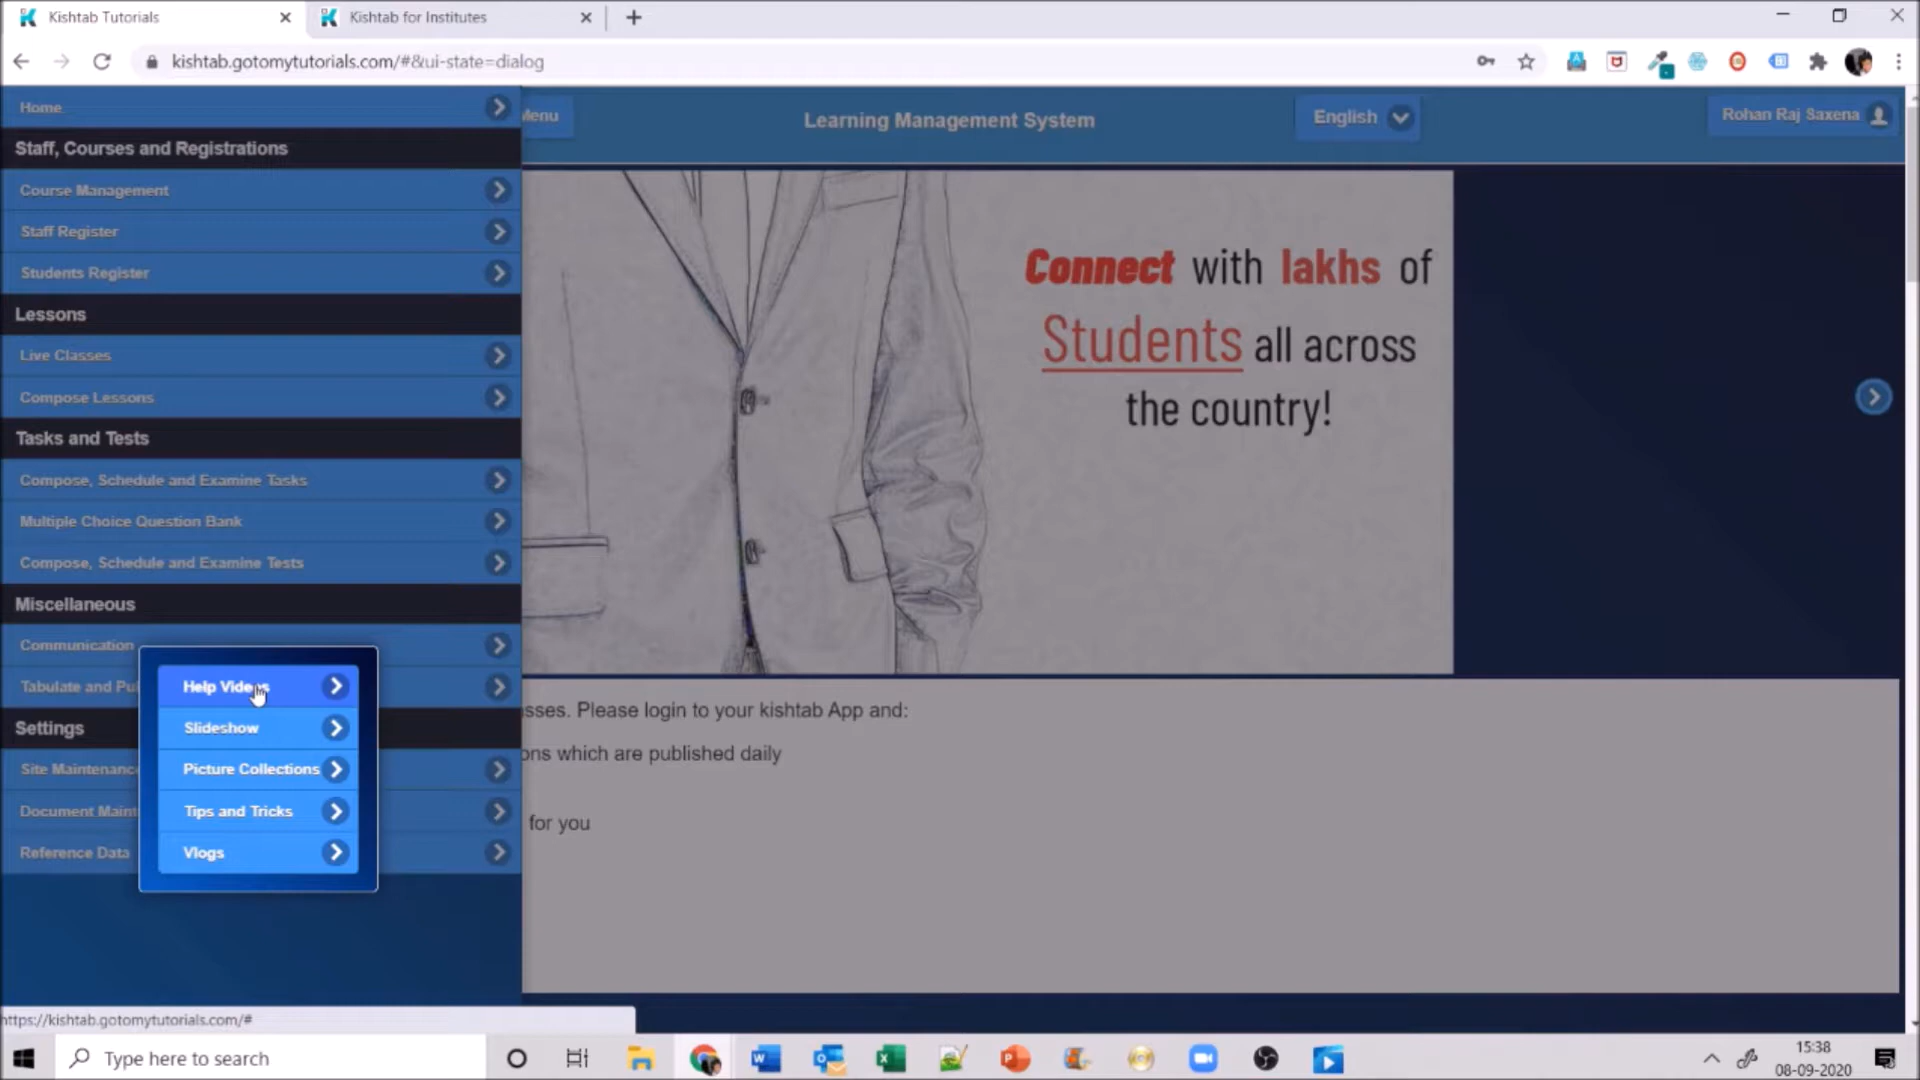 Kishtab Tutorials
Kishtab for Institutes
kishtab.gotomytutorials.com/#&ui-state=dialog
Home
Menu
Learning Management System
English
Rohan Raj Saxena
Staff, Courses and Registrations
Course Management
Staff Register
Students Register
Lessons
Live Classes
Compose Lessons
Tasks and Tests
Compose, Schedule and Examine Tasks
Multiple Choice Question Bank
Compose, Schedule and Examine Tests
Miscellaneous
Communication
Tabulate and
Settings
Site
Document
Reference Data
Help Videos
Slideshow
Picture Collections
Tips and Tricks
Vlogs
Connect with lakhs of
Students all across
the country!
Please login to your kishtab App and:
which are published daily
for you
https://kishtab.gotomytutorials.com/#
Type here to search
15:38
08-09-2020